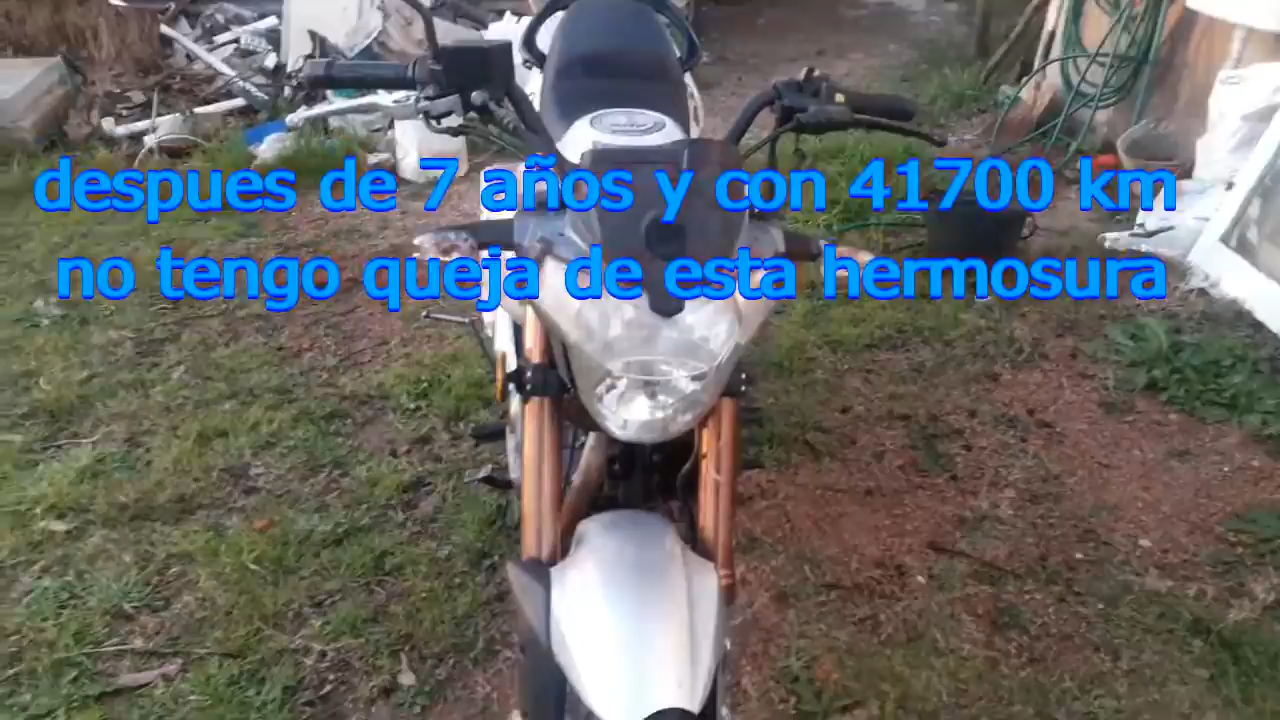 despues de 7 años y con 41700 km
no tengo queja de esta hermosura